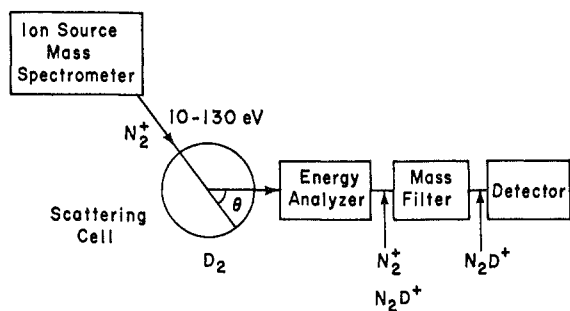 Ion Source
Mass
Spectrometer
10-130 eV
N₂⁺
θ
Scattering
Cell
D₂
Energy
Analyzer
Mass
Filter
Detector
N₂⁺
N₂D⁺
N₂D⁺